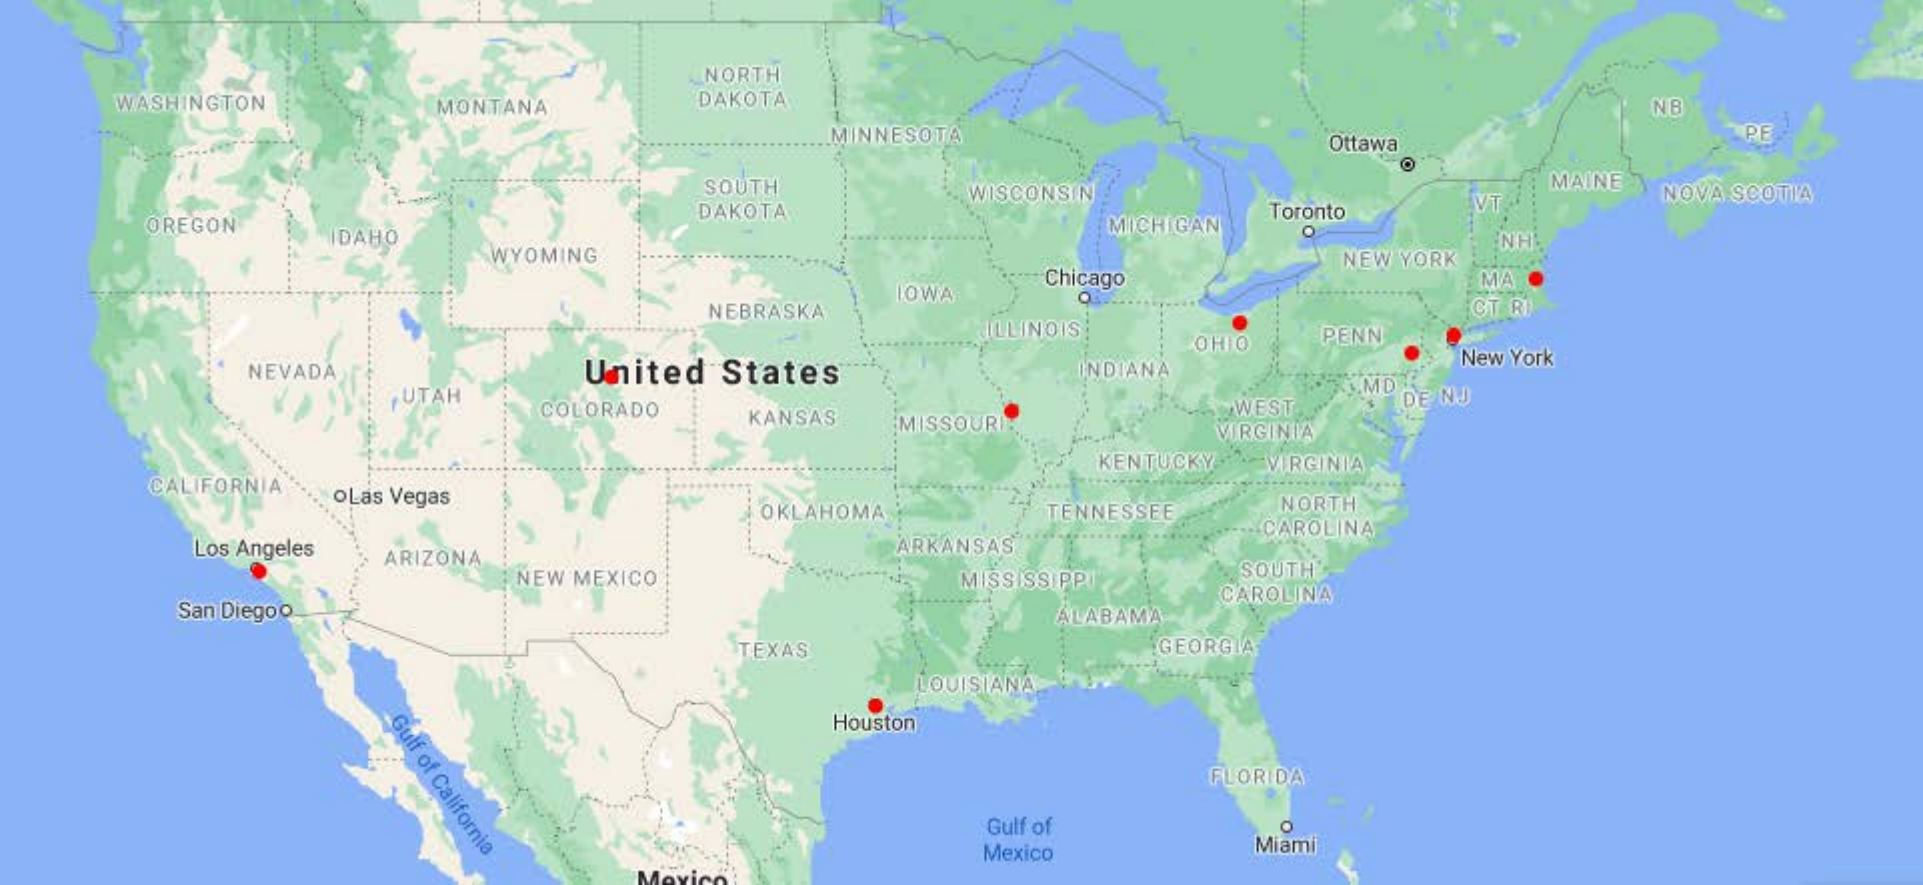 NORTH
DAKOTA
WASHINGTON
MONTANA
NB
MINNESOTA
PE
Ottawa
MAINE
NOVA SCOTIA
SOUTH
DAKOTA
WISCONSIN
VT
OREGON
IDAHO
MICHIGAN
Toronto
NH
WYOMING
NEW YORK
Chicago
MA
IOWA
CT RI
NEBRASKA
ILLINOIS
OHIO
PENN
New York
NEVADA
United States
INDIANA
UTAH
COLORADO
KANSAS
MISSOURI
MD
DE
NJ
WEST
VIRGINIA
KENTUCKY
VIRGINIA
CALIFORNIA
Las Vegas
OKLAHOMA
TENNESSEE
NORTH
CAROLINA
Los Angeles
ARIZONA
NEW MEXICO
ARKANSAS
MISSISSIPPI
SOUTH
CAROLINA
San Diego
ALABAMA
TEXAS
GEORGIA
LOUISIANA
Houston
Gulf of California
FLORIDA
Gulf of
Mexico
Miami
Mexico